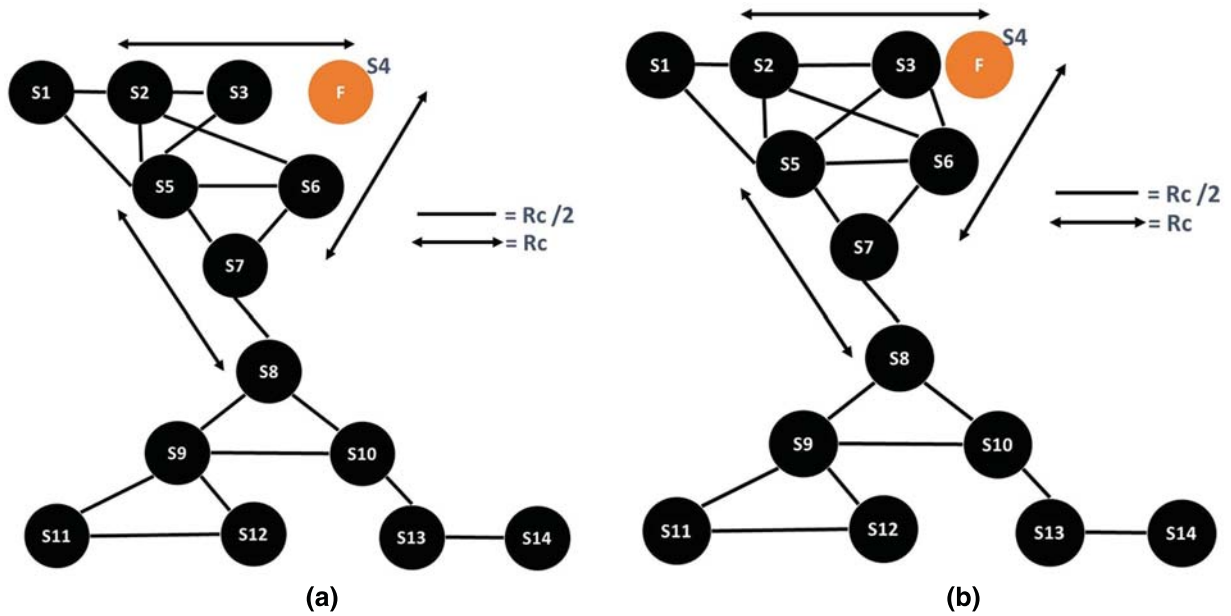 S4
S1 S2 S3 F
S5 S6
= Rc /2
= Rc
S7
S8
S9 S10
S11 S12 S13 S14
(a)
S4
S1 S2 S3 F
S5 S6
= Rc /2
= Rc
S7
S8
S9 S10
S11 S12 S13 S14
(b)